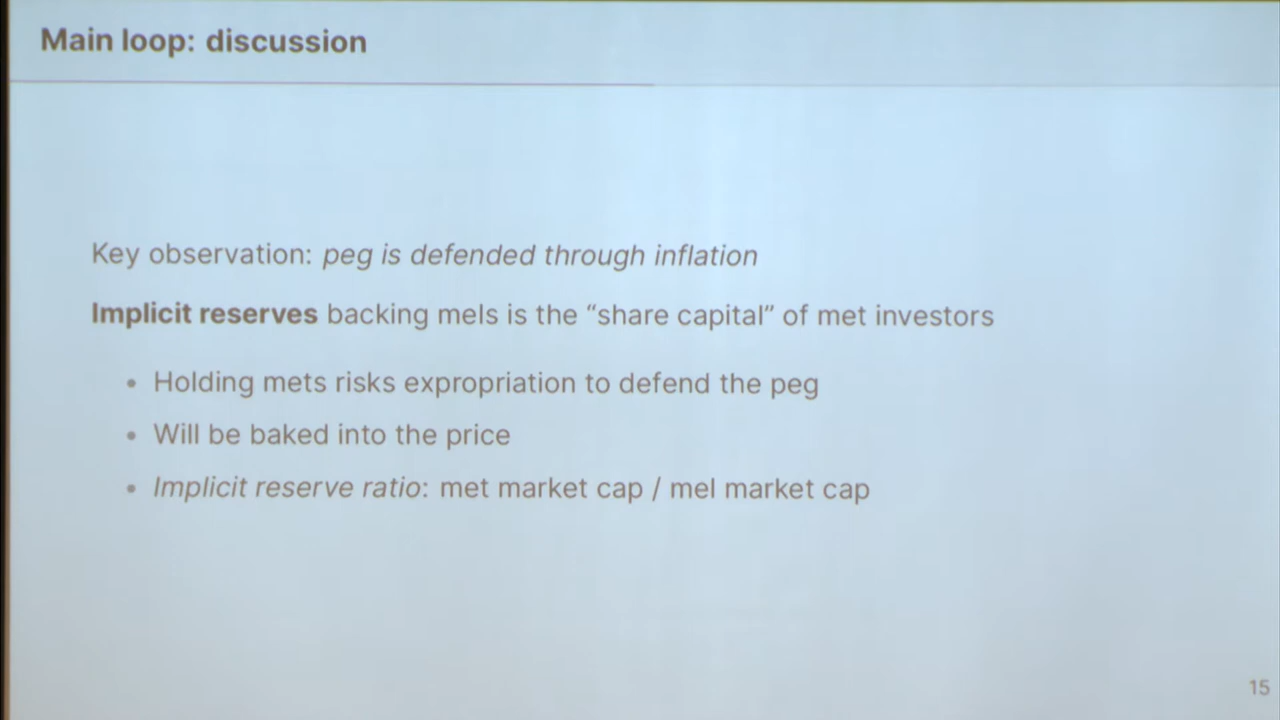 Main loop: discussion
Key observation: peg is defended through inflation
Implicit reserves backing mels is the “share capital” of met investors
• Holding mets risks expropriation to defend the peg
• Will be baked into the price
• Implicit reserve ratio: met market cap / mel market cap
15